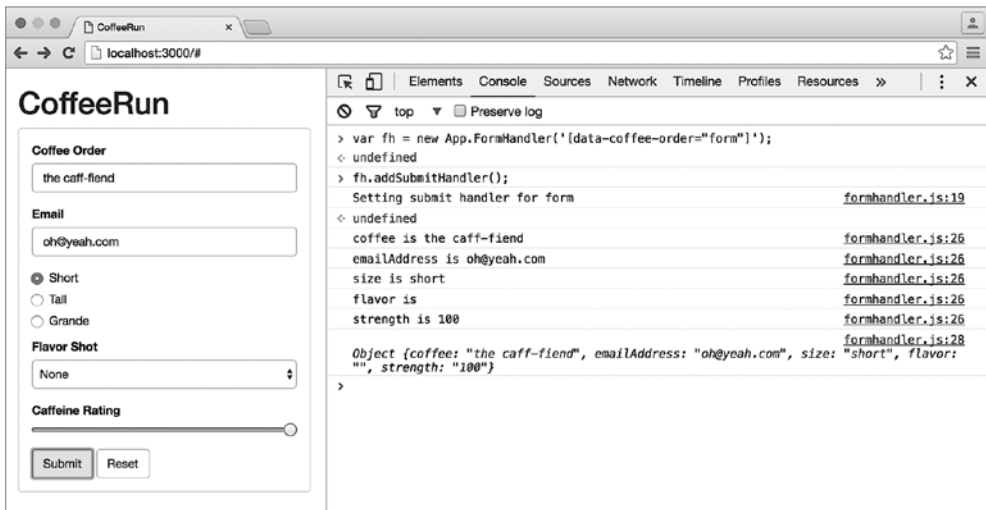 CoffeeRun
localhost:3000/#
CoffeeRun
Coffee Order
the caff-fiend
Email
oh@yeah.com
Short
Tall
Grande
Flavor Shot
None
Caffeine Rating
Submit Reset
Elements Console Sources Network Timeline Profiles Resources »
top ▼ Preserve log
> var fh = new App.FormHandler('[data-coffee-order="form"]');
< undefined
> fh.addSubmitHandler();
Setting submit handler for form formhandler.js:19
< undefined
coffee is the caff-fiend formhandler.js:26
emailAddress is oh@yeah.com formhandler.js:26
size is short formhandler.js:26
flavor is formhandler.js:26
strength is 100 formhandler.js:26
formhandler.js:28
Object {coffee: "the caff-fiend", emailAddress: "oh@yeah.com", size: "short", flavor:
"", strength: "100"}
>